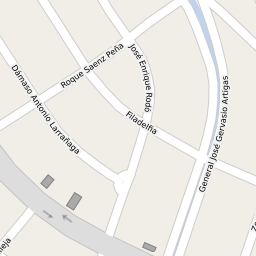 Roque Saenz Peña
José Enrique Rodó
Dámaso Antonio Larrañaga
Filadelfia
General José Gervasio Artigas